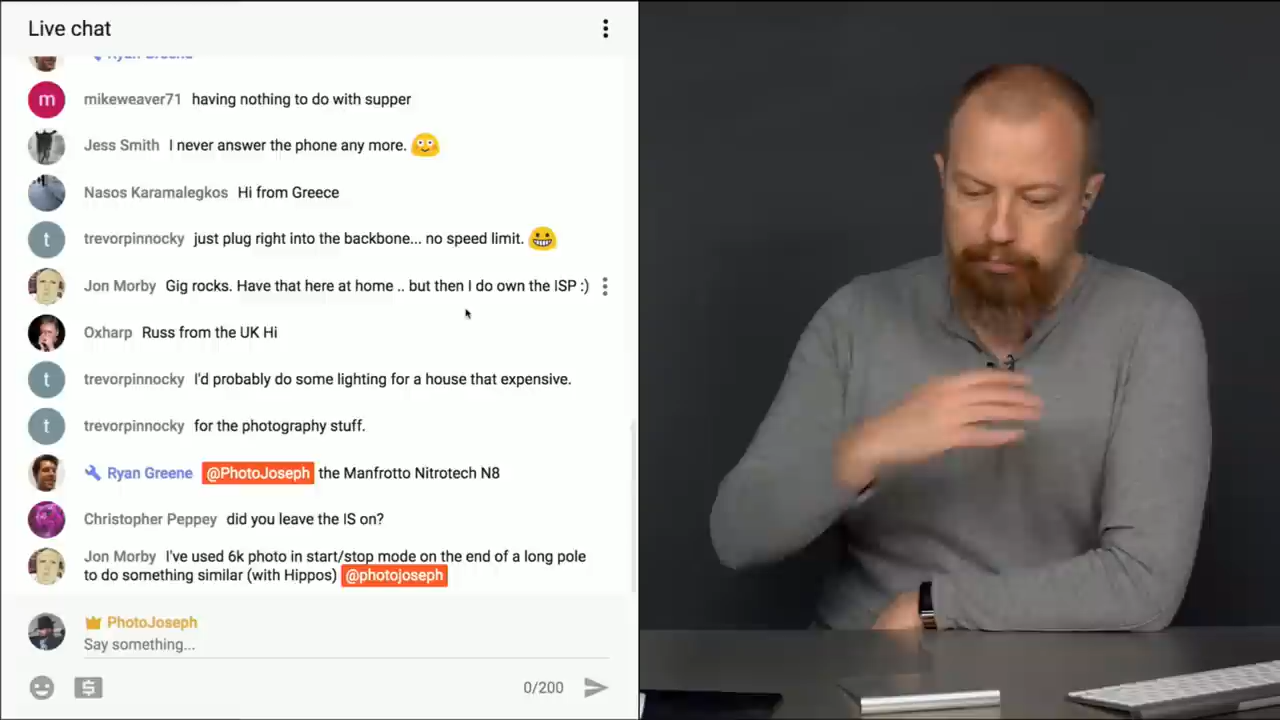 Live chat
Ryan Greene
m
mikeweaver71 having nothing to do with supper
Jess Smith I never answer the phone any more.
Nasos Karamalegkos Hi from Greece
t
trevorpinnocky just plug right into the backbone... no speed limit.
Jon Morby Gig rocks. Have that here at home .. but then I do own the ISP :)
Oxharp Russ from the UK Hi
t
trevorpinnocky I'd probably do some lighting for a house that expensive.
t
trevorpinnocky for the photography stuff.
Ryan Greene @PhotoJoseph the Manfrotto Nitrotech N8
Christopher Peppey did you leave the IS on?
Jon Morby I've used 6k photo in start/stop mode on the end of a long pole
to do something similar (with Hippos) @photojoseph
PhotoJoseph
Say something...
$
0/200